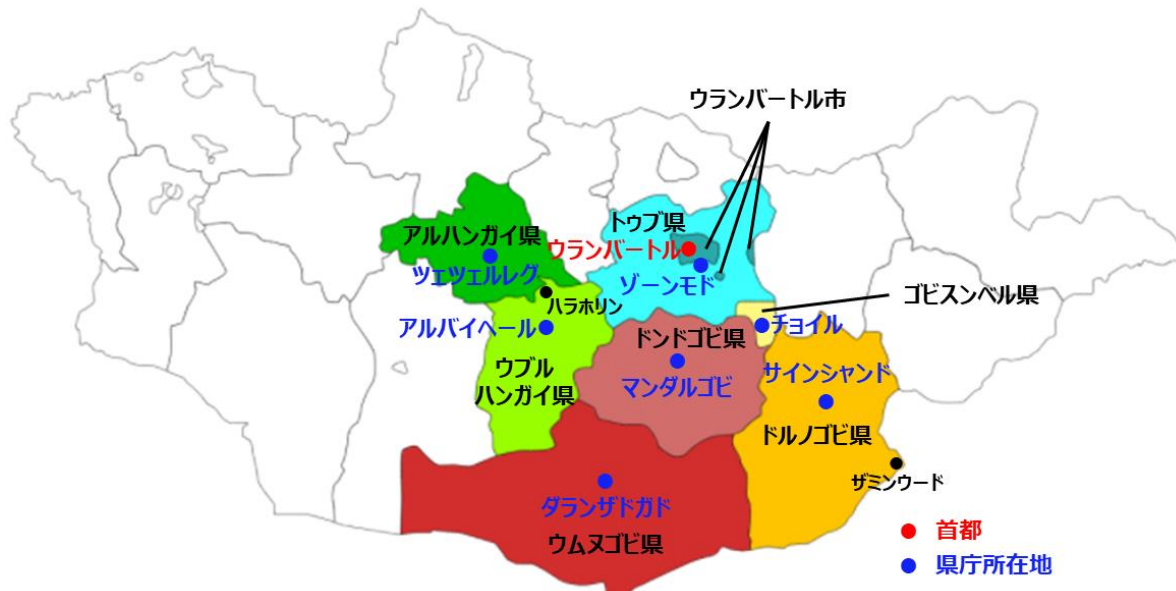 ウランバートル市
トゥブ県
アルハンガイ県
ウランバートル
ツェツェルレグ
ゾーンモド
ハラホリン
ゴビスンベル県
アルバイヘール
チョイル
ドンドゴビ県
ウブル
ハンガイ県
マンダルゴビ
サインシャンド
ドルノゴビ県
ザミンウード
ダランザドガド
ウムヌゴビ県
首都
県庁所在地